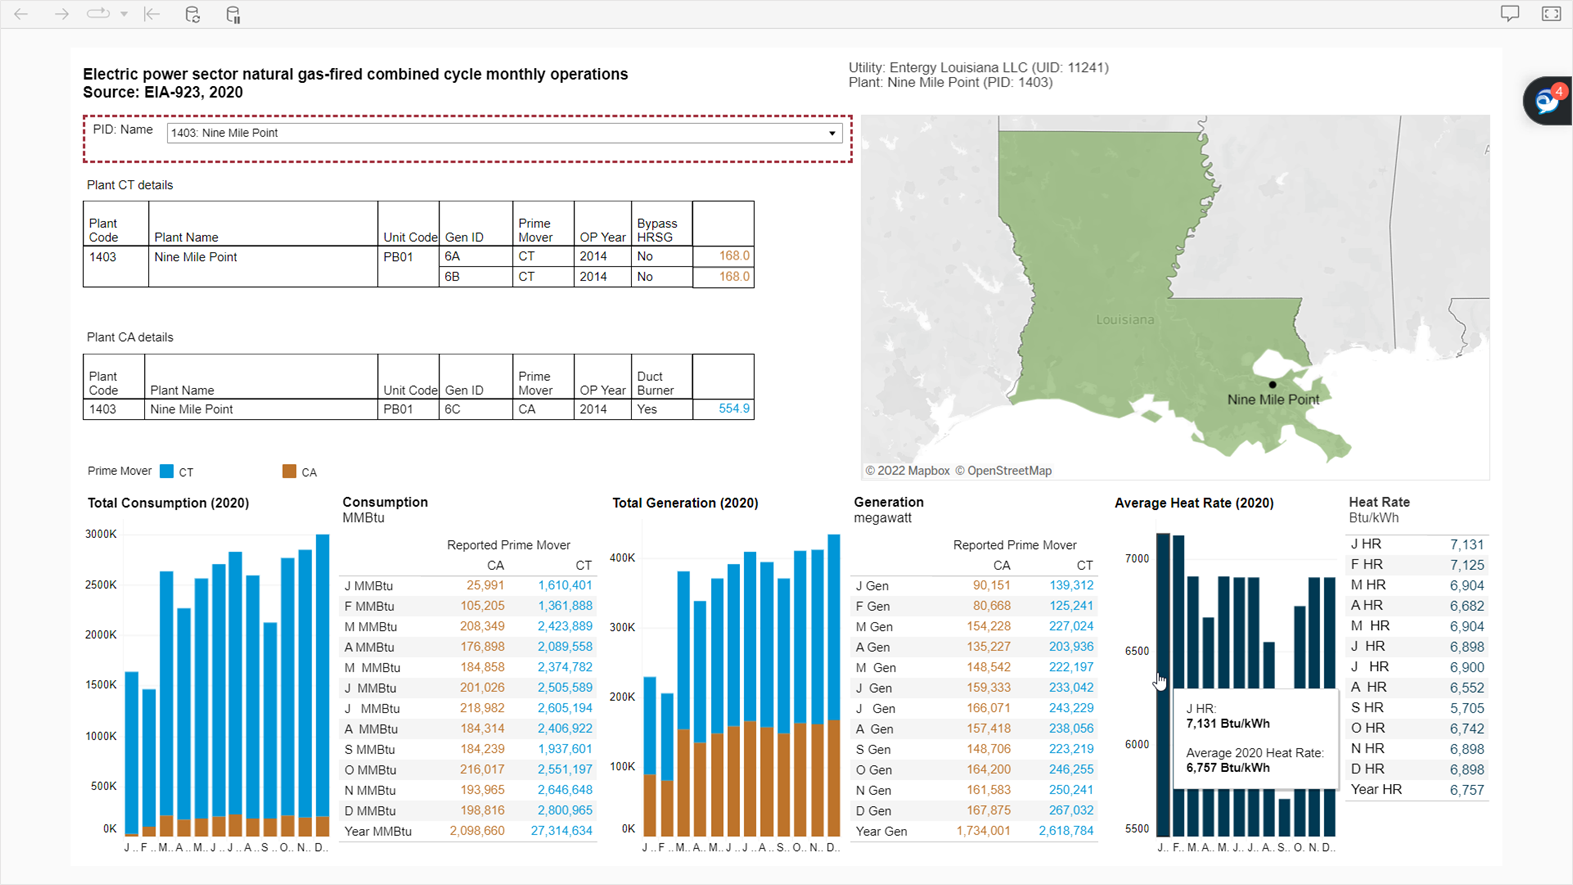 4
Electric power sector natural gas-fired combined cycle monthly operations
Source: EIA-923, 2020
Utility: Entergy Louisiana LLC (UID: 11241)
Plant: Nine Mile Point (PID: 1403)
PID: Name
1403: Nine Mile Point
Plant CT details
Plant Code Plant Name Unit Code Gen ID Prime Mover OP Year Bypass HRSG
1403 Nine Mile Point PB01 6A CT 2014 No 168.0
6B CT 2014 No 168.0
Plant CA details
Plant Code Plant Name Unit Code Gen ID Prime Mover OP Year Duct Burner
1403 Nine Mile Point PB01 6C CA 2014 Yes 554.9
Louisiana
Nine Mile Point
© 2022 Mapbox © OpenStreetMap
Prime Mover CT CA
Total Consumption (2020)
3000K
2500K
2000K
1500K
1000K
500K
0K
J .. F .. M.. A .. M.. J .. J .. A .. S .. O.. N.. D..
Consumption
MMBtu
Reported Prime Mover
CA CT
J MMBtu 25,991 1,610,401
F MMBtu 105,205 1,361,888
M MMBtu 208,349 2,423,889
A MMBtu 176,898 2,089,558
M MMBtu 184,858 2,374,782
J MMBtu 201,026 2,505,589
J MMBtu 218,982 2,605,194
A MMBtu 184,314 2,406,922
S MMBtu 184,239 1,937,601
O MMBtu 216,017 2,551,197
N MMBtu 193,965 2,646,648
D MMBtu 198,816 2,800,965
Year MMBtu 2,098,660 27,314,634
Total Generation (2020)
400K
300K
200K
100K
0K
J .. F .. M.. A.. M.. J .. J .. A .. S .. O.. N.. D..
Generation
megawatt
Reported Prime Mover
CA CT
J Gen 90,151 139,312
F Gen 80,668 125,241
M Gen 154,228 227,024
A Gen 135,227 203,936
M Gen 148,542 222,197
J Gen 159,333 233,042
J Gen 166,071 243,229
A Gen 157,418 238,056
S Gen 148,706 223,219
O Gen 164,200 246,255
N Gen 161,583 250,241
D Gen 167,875 267,032
Year Gen 1,734,001 2,618,784
Average Heat Rate (2020)
7000
6500
6000
5500
J.. F.. M. A. M. J.. J.. A. S.. O. N. D..
J HR:
7,131 Btu/kWh
Average 2020 Heat Rate:
6,757 Btu/kWh
Heat Rate
Btu/kWh
J HR 7,131
F HR 7,125
M HR 6,904
A HR 6,682
M HR 6,904
J HR 6,898
J HR 6,900
A HR 6,552
S HR 5,705
O HR 6,742
N HR 6,898
D HR 6,898
Year HR 6,757